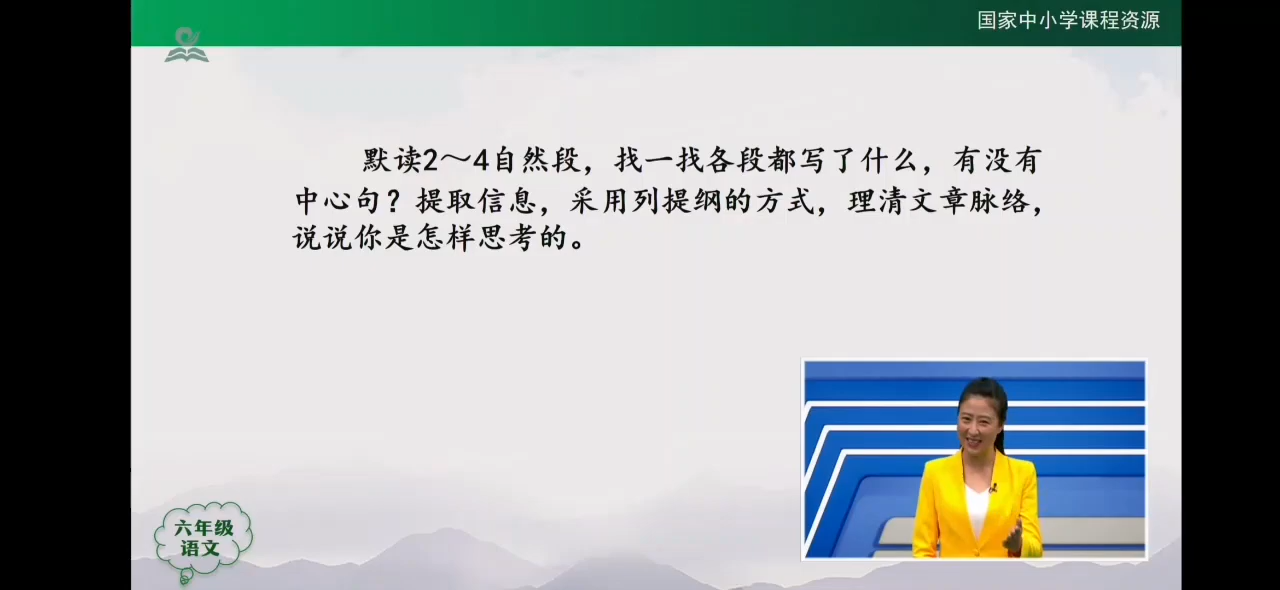 国家中小学课程资源
默读2～4自然段，找一找各段都写了什么，有没有
中心句？提取信息，采用列提纲的方式，理清文章脉络，
说说你是怎样思考的。
六年级
语文